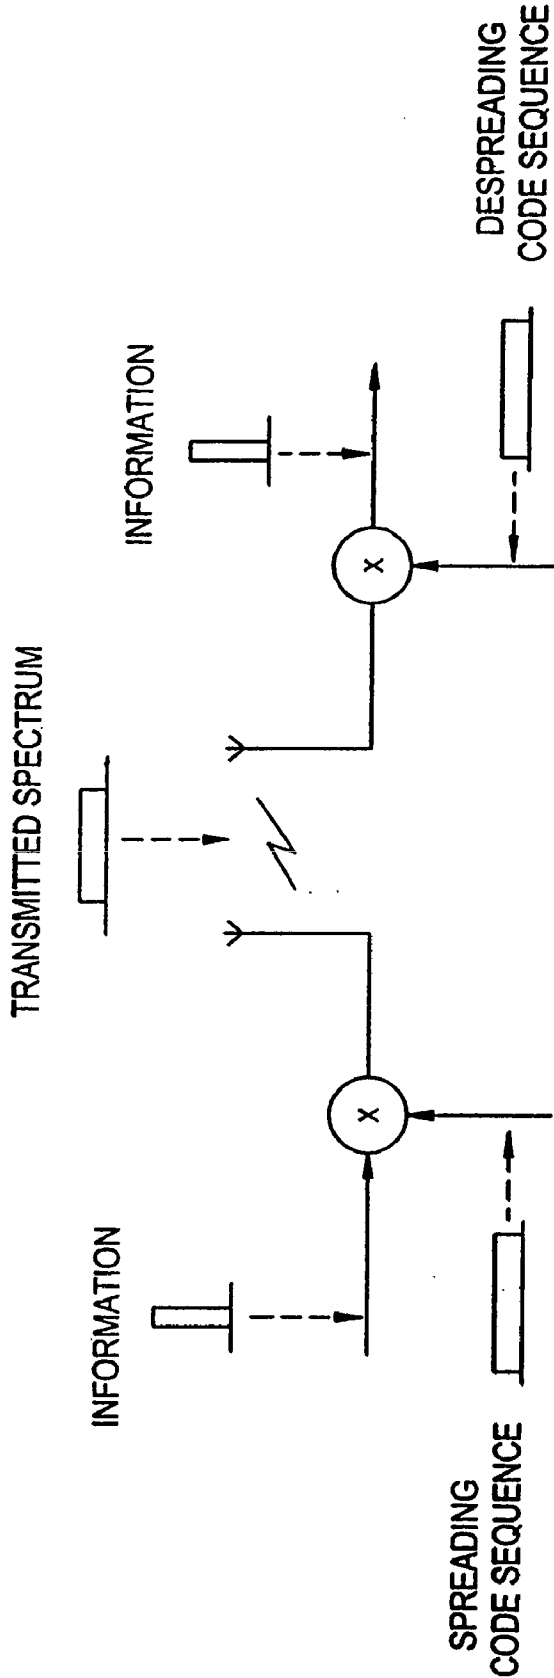 TRANSMITTED SPECTRUM
INFORMATION
INFORMATION
X
X
SPREADING
CODE SEQUENCE
DESPREADING
CODE SEQUENCE